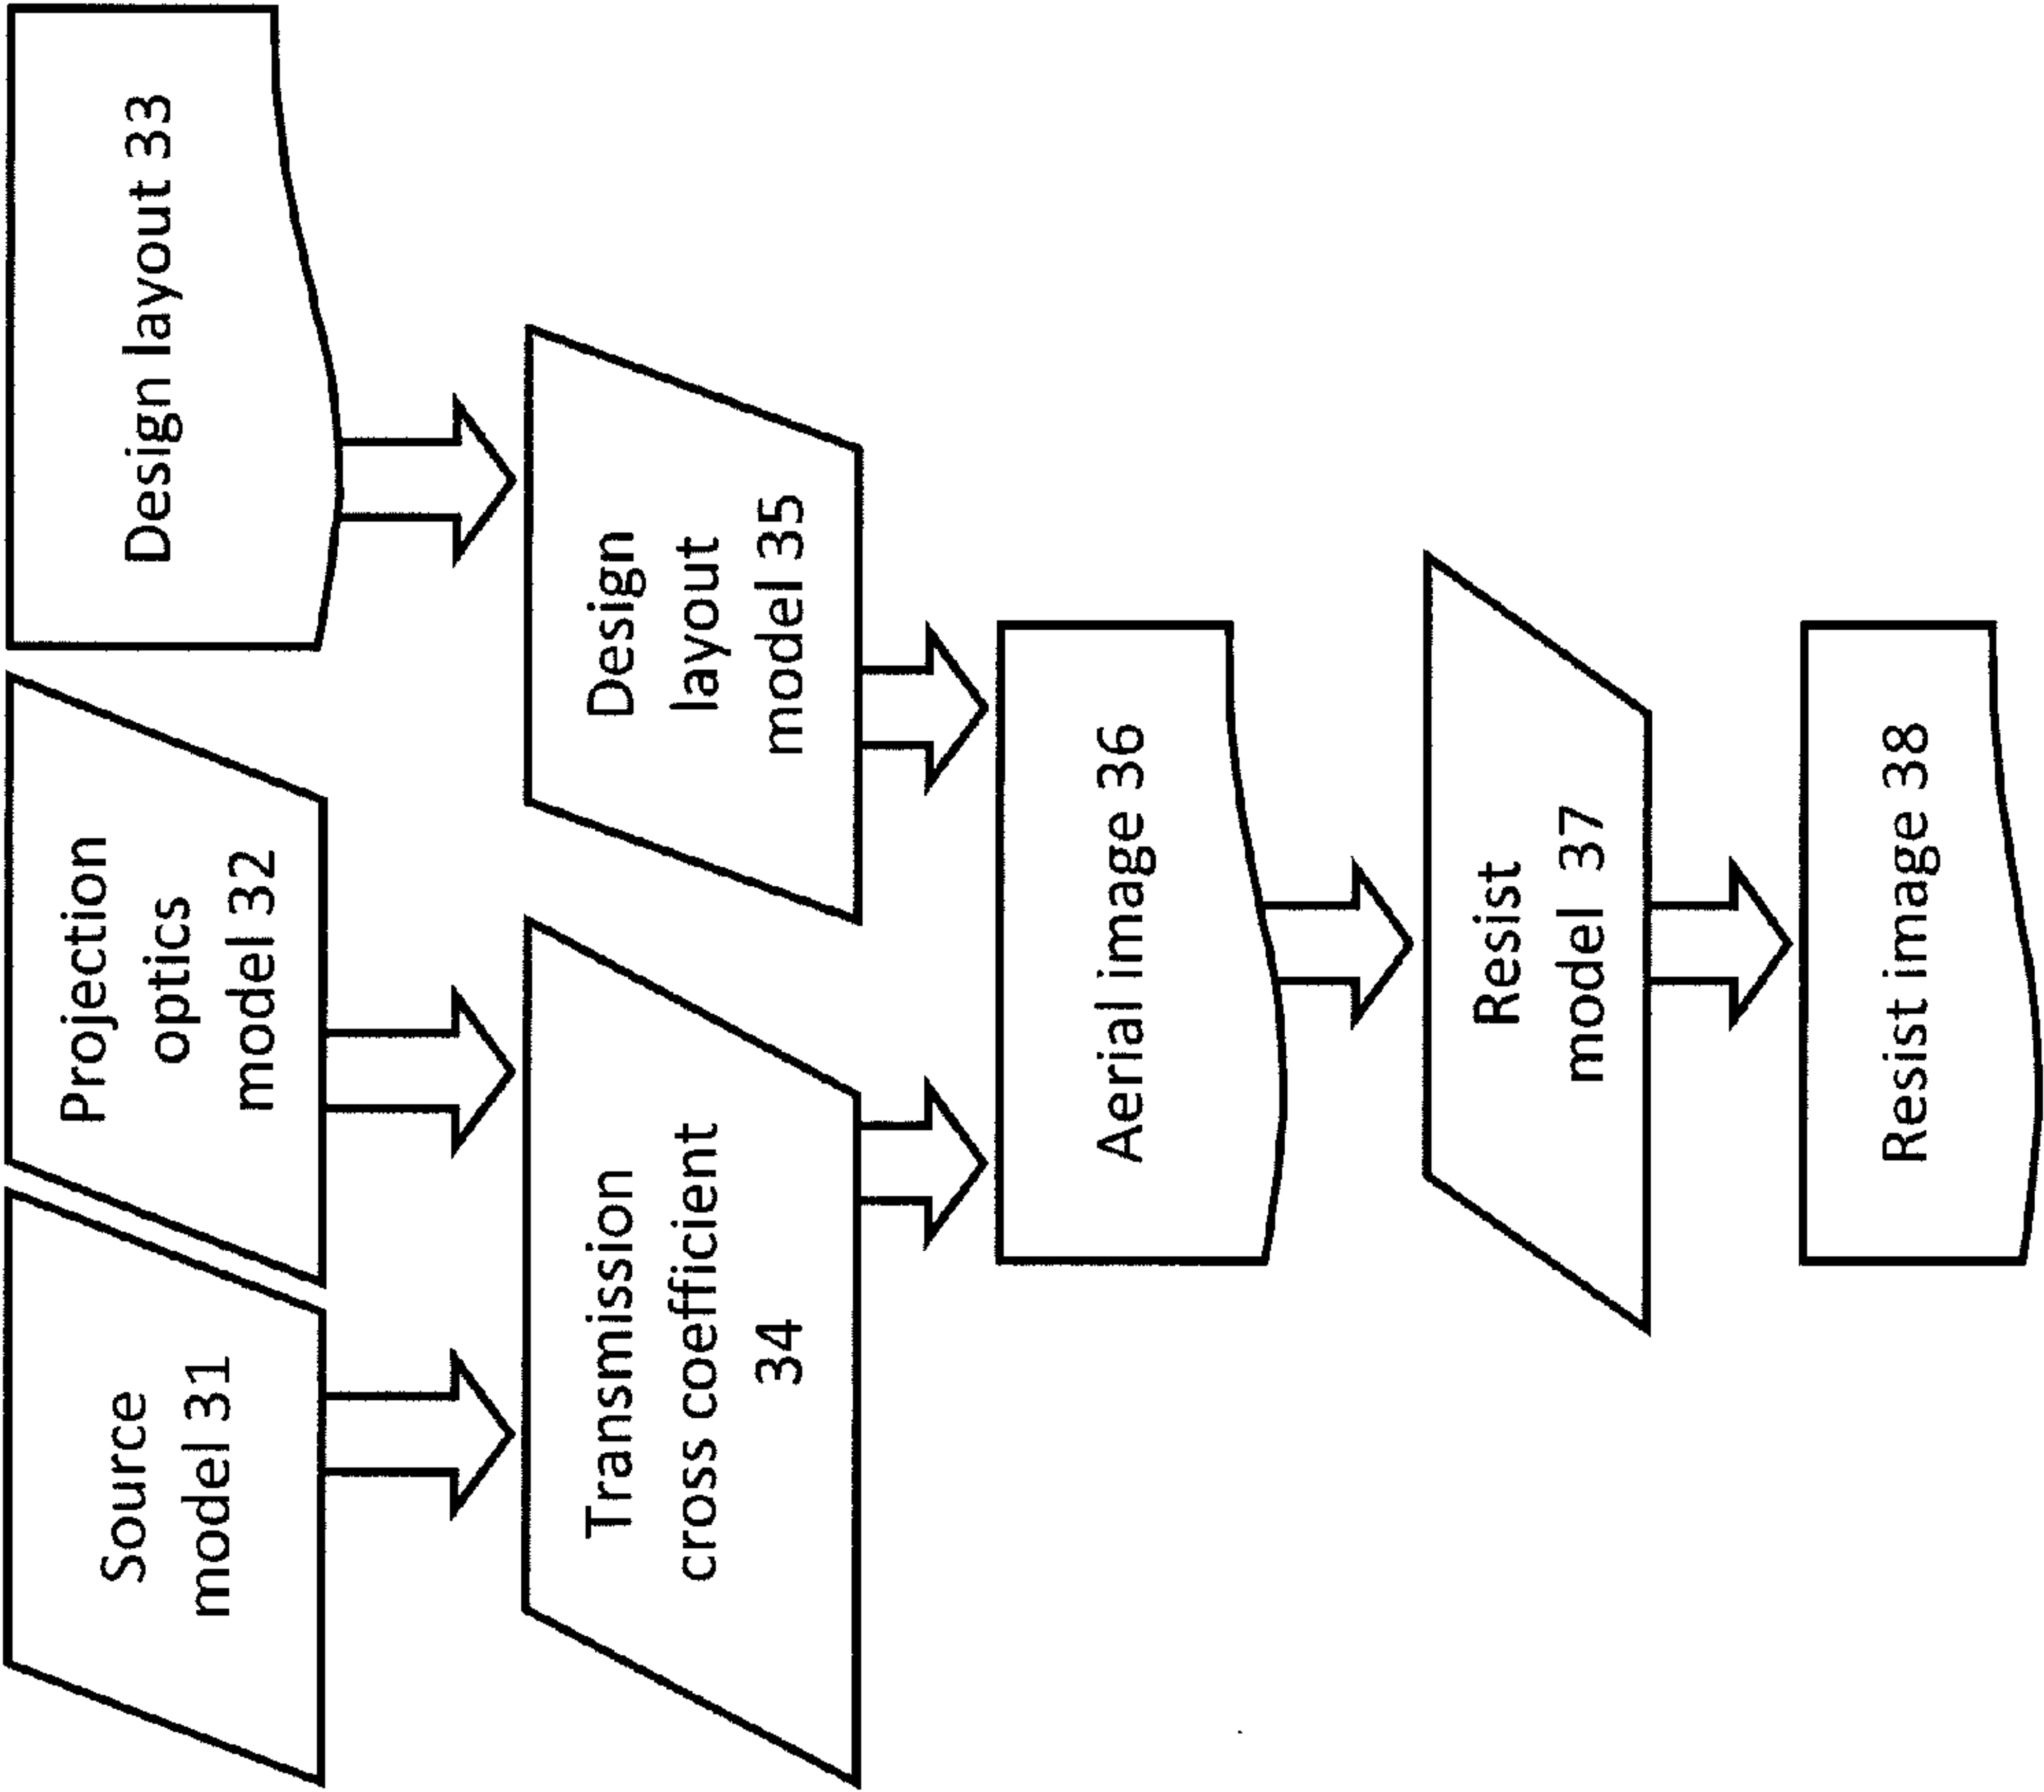 Source
model 31
Projection
optics
model 32
Design layout 33
Transmission
cross coefficient
34
Design
layout
model 35
Aerial image 36
Resist
model 37
Resist image 38